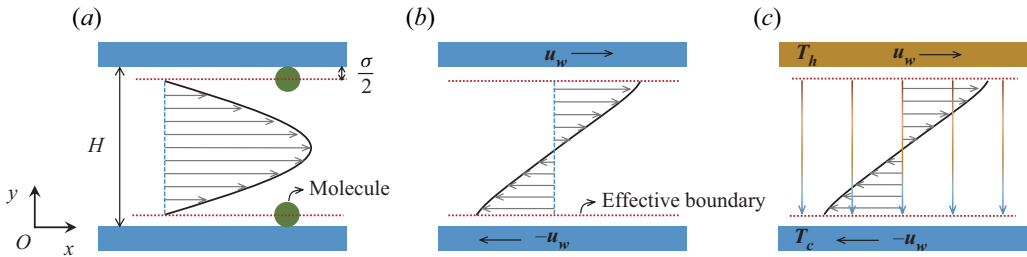 (a)
σ
2
H
Molecule
y
O
x
(b)
u_w
Effective boundary
−u_w
(c)
T_h
u_w
T_c
−u_w